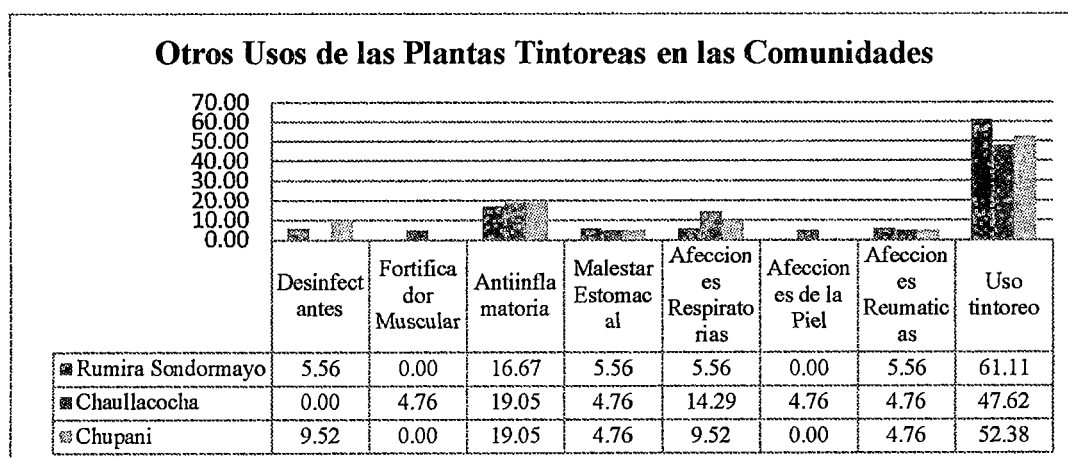 Otros Usos de las Plantas Tintoreas en las Comunidades
70.00
60.00
50.00
40.00
30.00
20.00
10.00
0.00
Desinfect
antes
Fortifica
dor
Muscular
Antiinfla
matoria
Malestar
Estomac
al
Afeccion
es
Respirato
rias
Afeccion
es de la
Piel
Afeccion
es
Reumatic
as
Uso
tintoreo
Rumira Sondormayo 5.56 0.00 16.67 5.56 5.56 0.00 5.56 61.11
Chaullacocha 0.00 4.76 19.05 4.76 14.29 4.76 4.76 47.62
Chupani 9.52 0.00 19.05 4.76 9.52 0.00 4.76 52.38